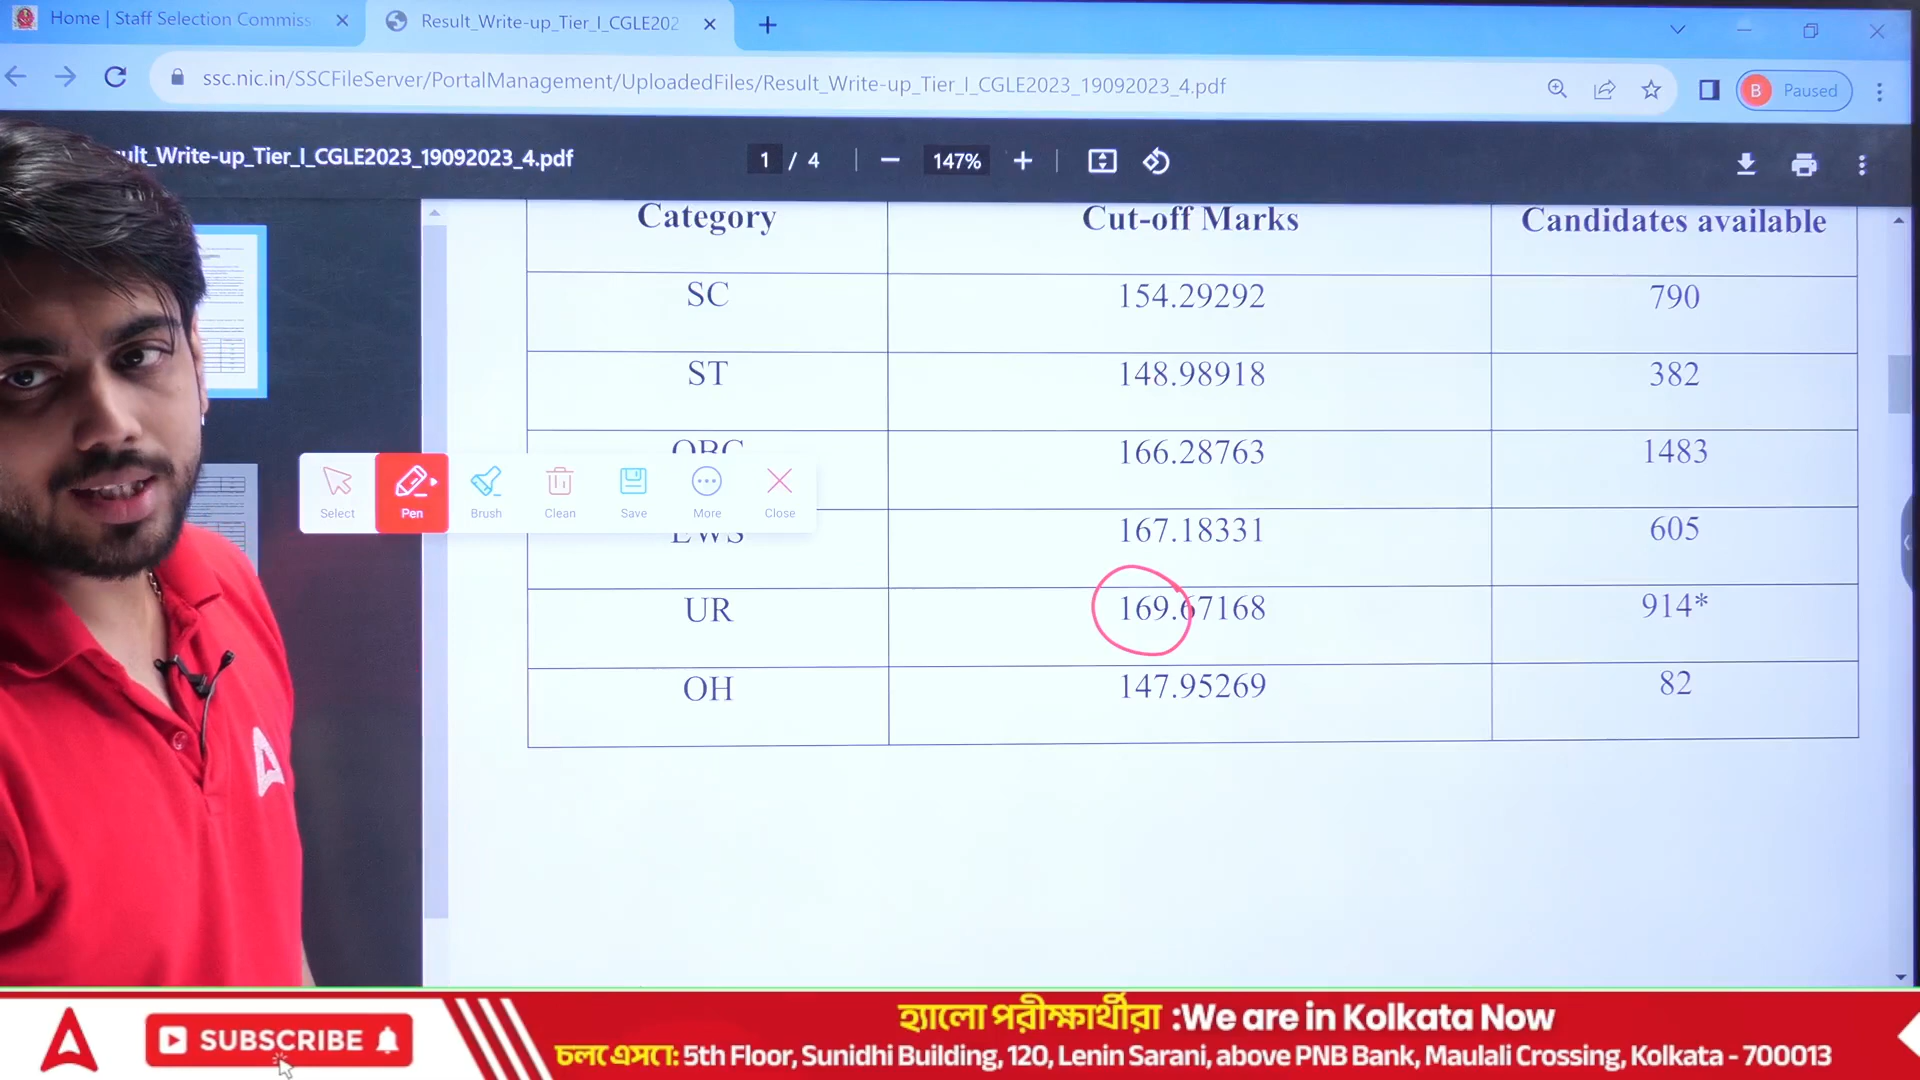 Home | Staff Selection Commiss
Result_Write-up_Tier_I_CGLE202
ssc.nic.in/SSCFileServer/PortalManagement/UploadedFiles/Result_Write-up_Tier_I_CGLE2023_19092023_4.pdf
B Paused
ult_Write-up_Tier_I_CGLE2023_19092023_4.pdf
1 / 4
147%
Category Cut-off Marks Candidates available
SC 154.29292 790
ST 148.98918 382
OBC 166.28763 1483
Select Pen Brush Clean Save More Close
EWS 167.18331 605
UR 169.67168 914*
OH 147.95269 82
SUBSCRIBE
হ্যালো পরীক্ষার্থীরা :We are in Kolkata Now
চলে এসো: 5th Floor, Sunidhi Building, 120, Lenin Sarani, above PNB Bank, Maulali Crossing, Kolkata - 700013